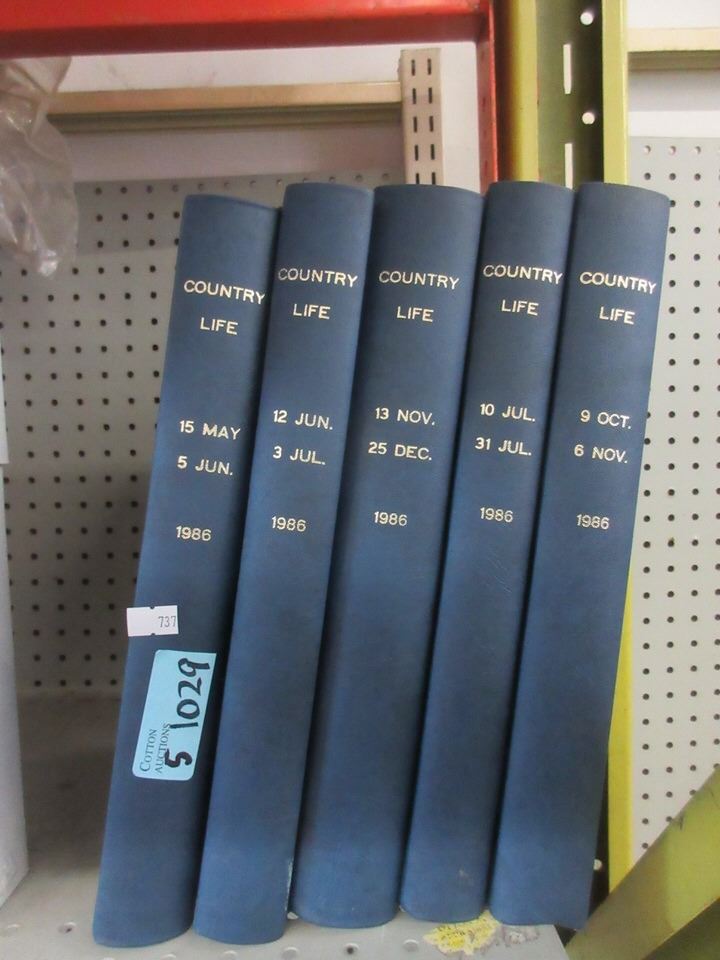 COUNTRY
LIFE
15 MAY
5 JUN.
1986
737
COTTON
AUCTIONS
5 1029
COUNTRY
LIFE
12 JUN.
3 JUL.
1986
COUNTRY
LIFE
13 NOV.
25 DEC.
1986
COUNTRY
LIFE
10 JUL.
31 JUL.
1986
COUNTRY
LIFE
9 OCT.
6 NOV.
1986